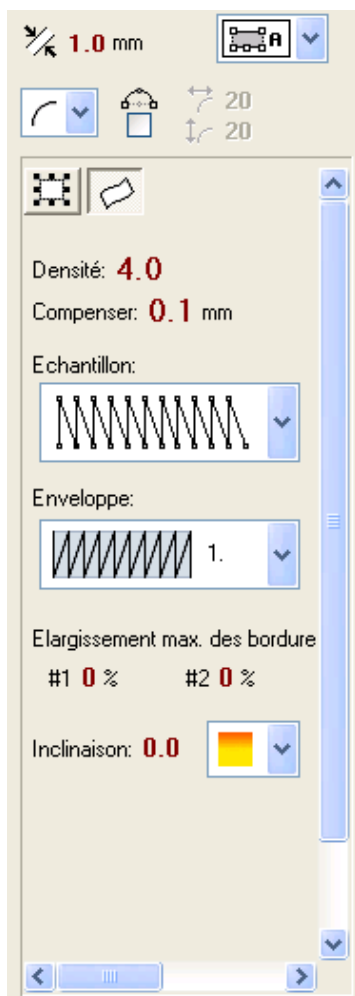 1.0 mm
A
20
20
Densité: 4.0
Compenser: 0.1 mm
Echantillon:
Enveloppe:
1.
Elargissement max. des bordure
#1 0 % #2 0 %
Inclinaison: 0.0